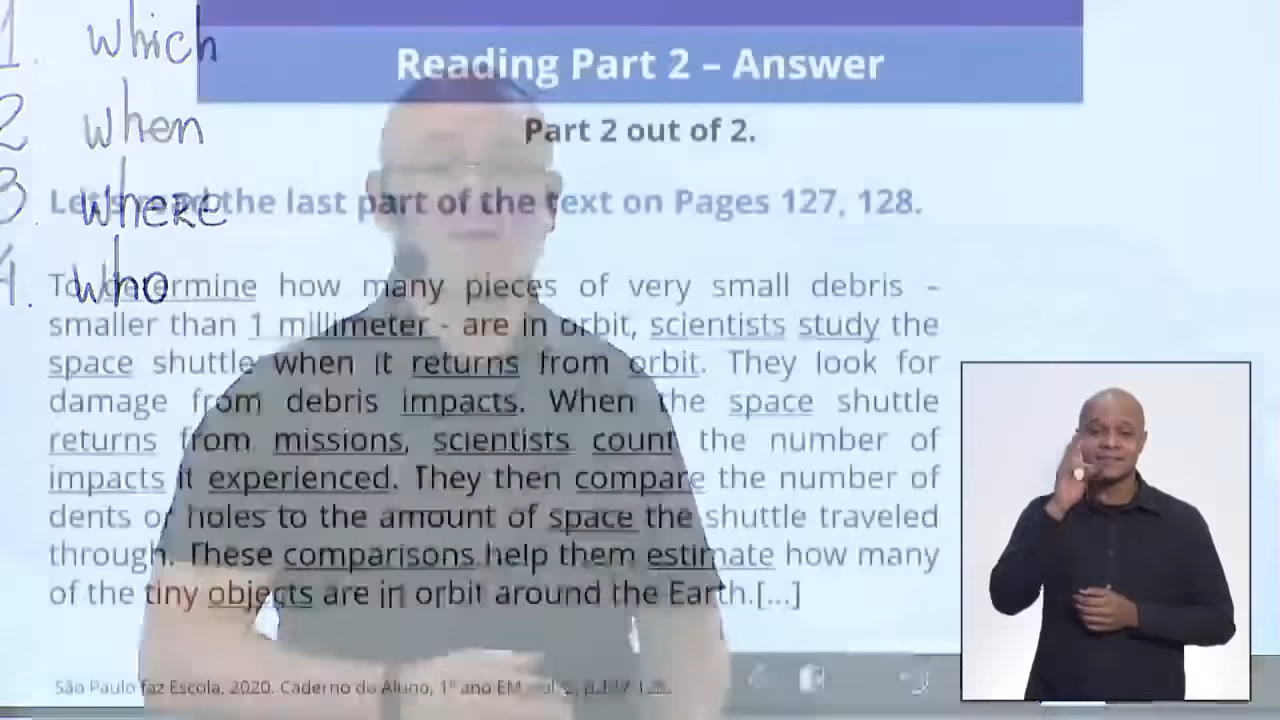 1. which
2 when
3. where
4. who
Reading Part 2 – Answer
Part 2 out of 2.
Let's read the last part of the text on Pages 127, 128.
To determine how many pieces of very small debris –
smaller than 1 millimeter - are in orbit, scientists study the
space shuttle when it returns from orbit. They look for
damage from debris impacts. When the space shuttle
returns from missions, scientists count the number of
impacts it experienced. They then compare the number of
dents or holes to the amount of space the shuttle traveled
through. These comparisons help them estimate how many
of the tiny objects are in orbit around the Earth.[...]
São Paulo faz Escola, 2020. Caderno do Aluno, 1º ano EM